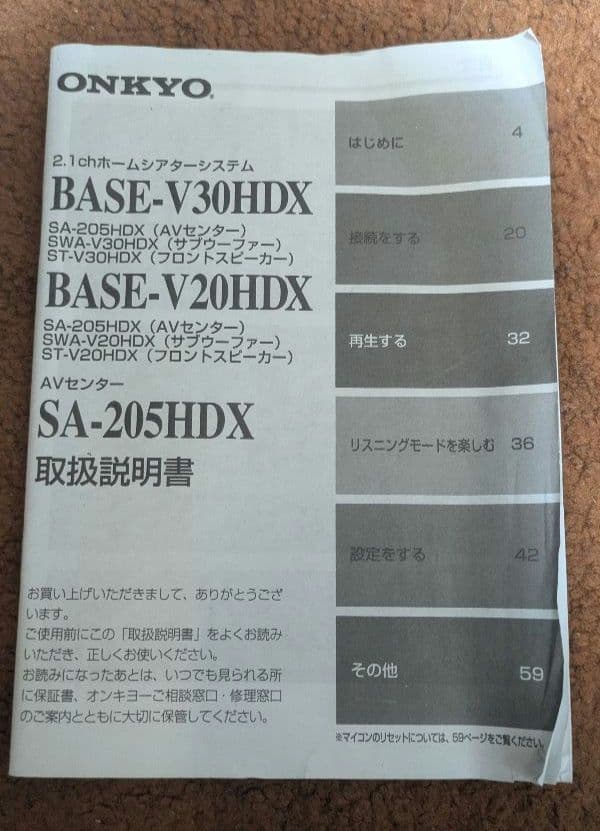 ONKYO
2.1chホームシアターシステム
BASE-V30HDX
SA-205HDX（AVセンター）
SWA-V30HDX（サブウーファー）
ST-V30HDX（フロントスピーカー）
BASE-V20HDX
SA-205HDX（AVセンター）
SWA-V20HDX（サブウーファー）
ST-V20HDX（フロントスピーカー）
AVセンター
SA-205HDX
取扱説明書
お買い上げいただきまして、ありがとうござ
います。
ご使用前にこの「取扱説明書」をよくお読み
いただき、正しくお使いください。
お読みになったあとは、いつでも見られる所
に保証書、オンキヨーご相談窓口・修理窓口
のご案内とともに大切に保管してください。
はじめに 4
接続をする 20
再生する 32
リスニングモードを楽しむ 36
設定をする 42
その他 59
※マイコンのリセットについては、59ページをご覧ください。